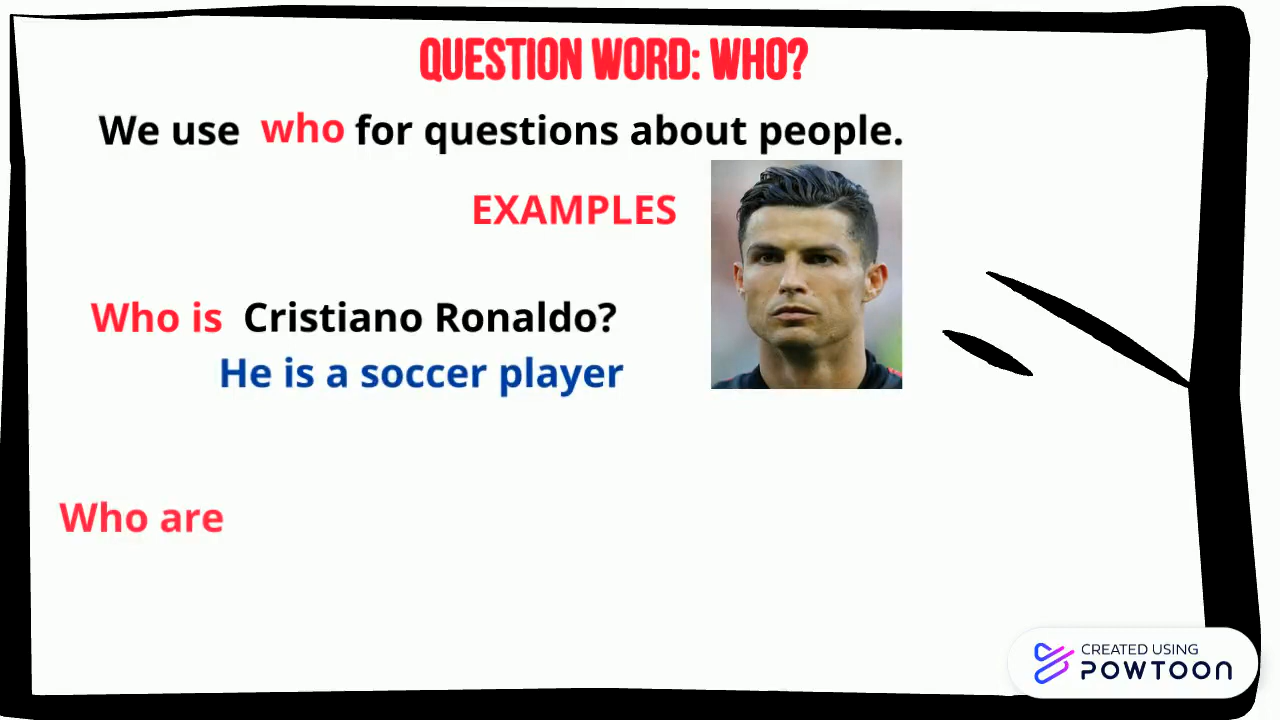 QUESTION WORD: WHO?
We use who for questions about people.
EXAMPLES
Who is Cristiano Ronaldo?
He is a soccer player
Who are
CREATED USING
POWTOON